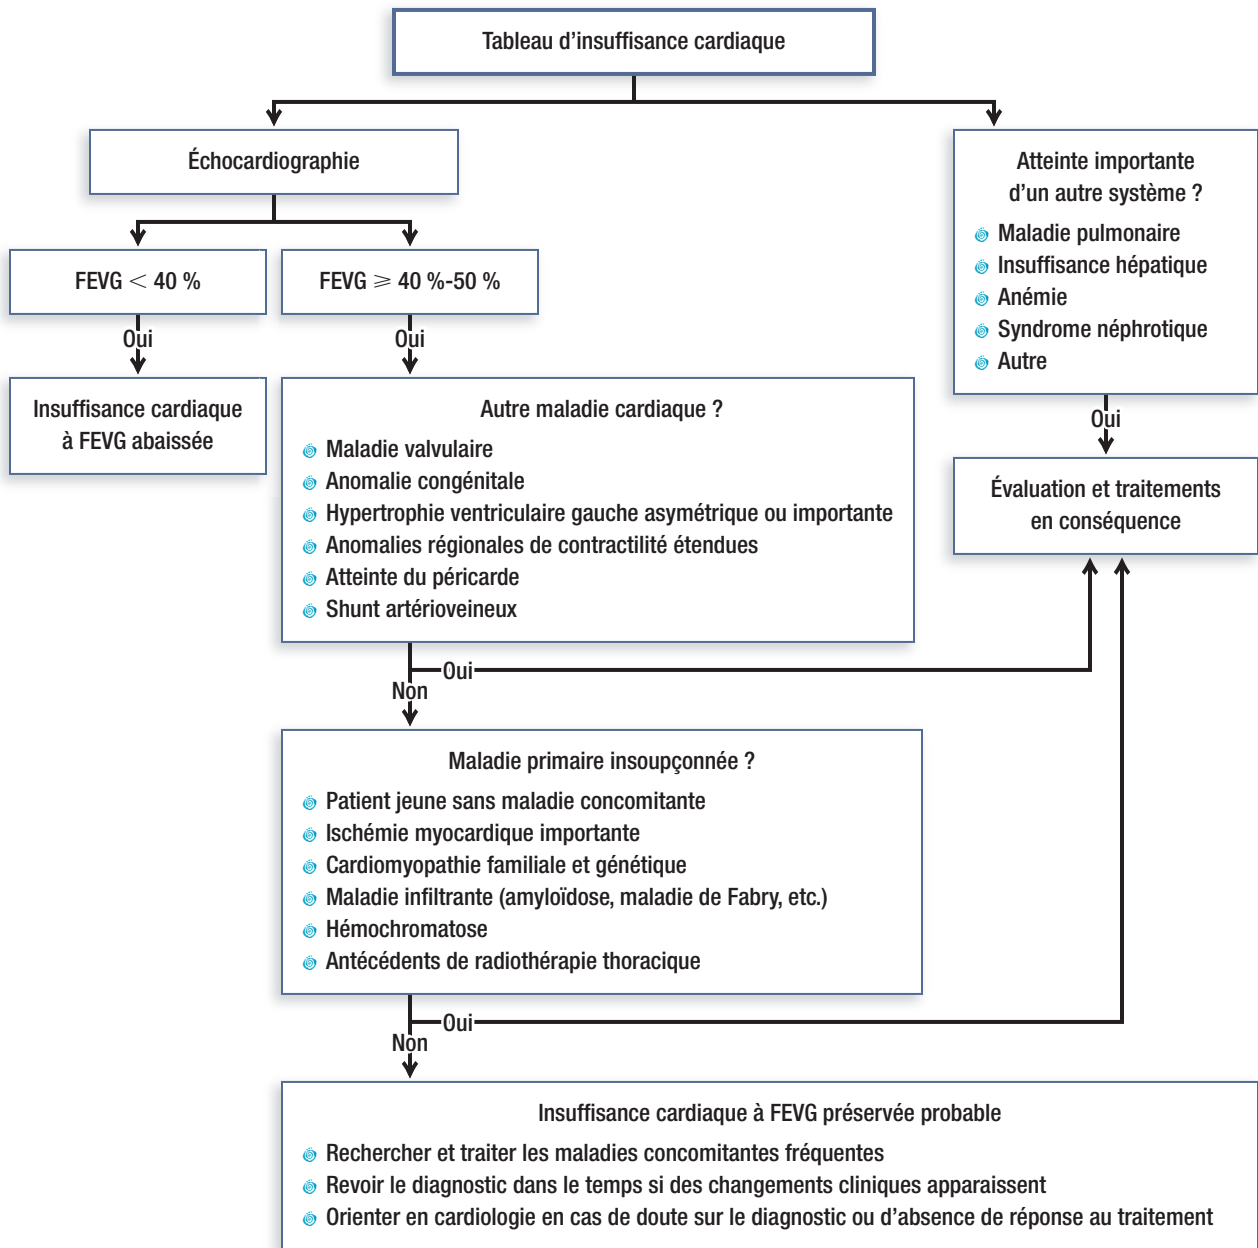 Tableau d'insuffisance cardiaque
Échocardiographie
FEVG < 40 %
FEVG ⩾ 40 %-50 %
Oui
Oui
Insuffisance cardiaque
à FEVG abaissée
Atteinte importante
d'un autre système ?
Maladie pulmonaire
Insuffisance hépatique
Anémie
Syndrome néphrotique
Autre
Oui
Évaluation et traitements
en conséquence
Autre maladie cardiaque ?
Maladie valvulaire
Anomalie congénitale
Hypertrophie ventriculaire gauche asymétrique ou importante
Anomalies régionales de contractilité étendues
Atteinte du péricarde
Shunt artérioveineux
Oui
Non
Maladie primaire insoupçonnée ?
Patient jeune sans maladie concomitante
Ischémie myocardique importante
Cardiomyopathie familiale et génétique
Maladie infiltrante (amyloïdose, maladie de Fabry, etc.)
Hémochromatose
Antécédents de radiothérapie thoracique
Oui
Non
Insuffisance cardiaque à FEVG préservée probable
Rechercher et traiter les maladies concomitantes fréquentes
Revoir le diagnostic dans le temps si des changements cliniques apparaissent
Orienter en cardiologie en cas de doute sur le diagnostic ou d'absence de réponse au traitement